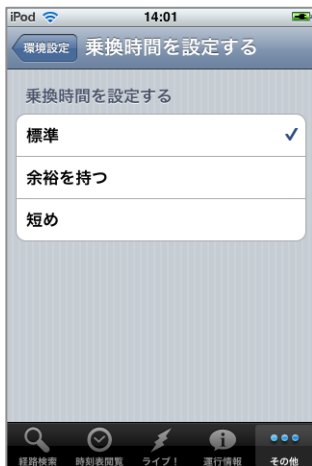 iPod 14:01
環境設定 乗換時間を設定する
乗換時間を設定する
標準
余裕を持つ
短め
経路検索 時刻表閲覧 ライブ！ 運行情報 その他